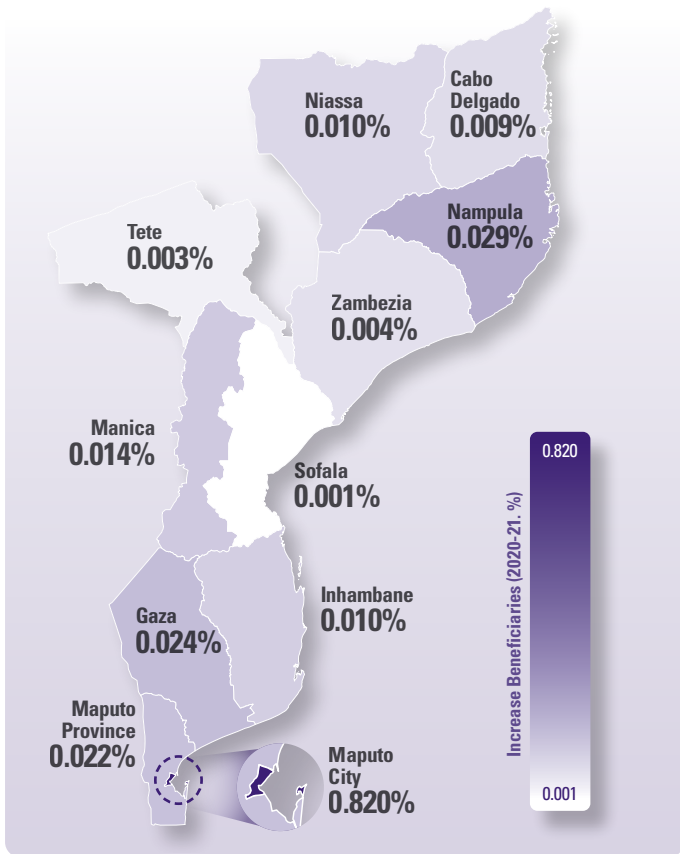 Cabo
Delgado
0.009%
Niassa
0.010%
Nampula
0.029%
Tete
0.003%
Zambezia
0.004%
Manica
0.014%
Sofala
0.001%
Inhambane
0.010%
Gaza
0.024%
Maputo
Province
0.022%
Maputo
City
0.820%
Increase Beneficiaries (2020-21. %)
0.820
0.001